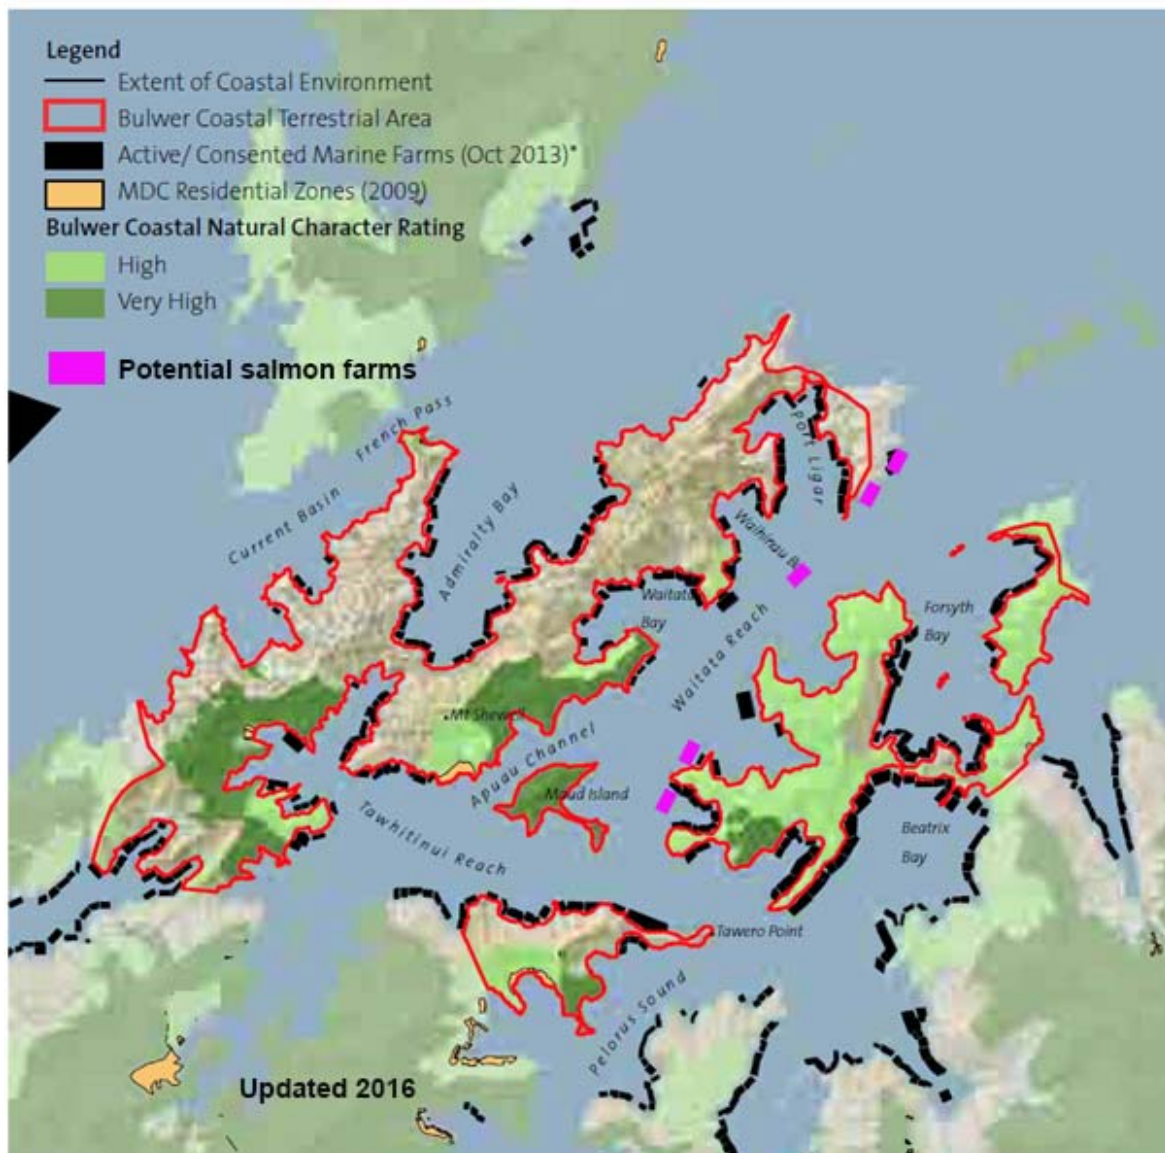 Legend
Extent of Coastal Environment
Bulwer Coastal Terrestrial Area
Active/ Consented Marine Farms (Oct 2013)*
MDC Residential Zones (2009)
Bulwer Coastal Natural Character Rating
High
Very High
Potential salmon farms
French Pass
Current Basin
Admiralty Bay
Port Ligar
Waihinau B
Waitata
Bay
Forsyth
Bay
Waitata Reach
Mt Shewell
Apuau Channel
Maud Island
Tawhitinui Reach
Beatrix
Bay
Tawero Point
Pelorus Sound
Updated 2016